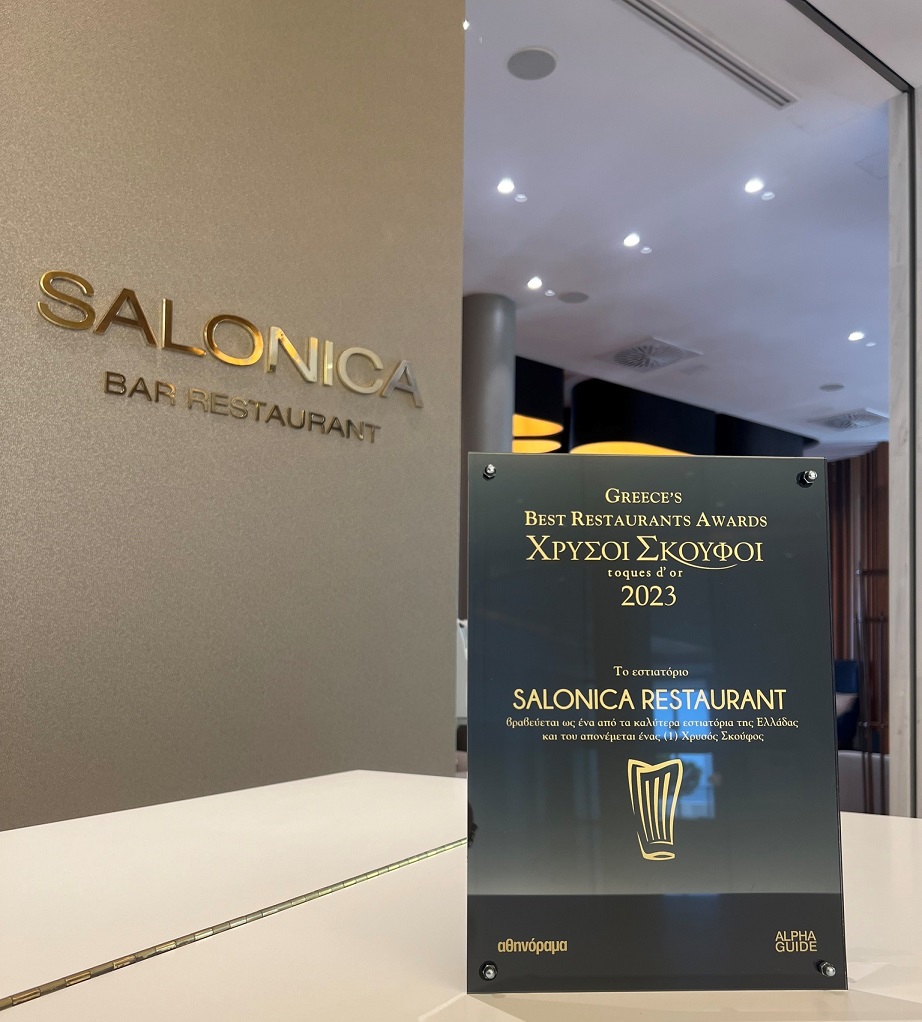 SALONICA
BAR RESTAURANT
GREECE'S
BEST RESTAURANTS AWARDS
ΧΡΥΣΟΙ ΣΚΟΥΦΟΙ
toques d'or
2023
Το εστιατόριο
SALONICA RESTAURANT
βραβεύεται ως ένα από τα καλύτερα εστιατόρια της Ελλάδας
και του απονέμεται ένας (1) Χρυσός Σκούφος
αθηνόραμα
ALPHA
GUIDE